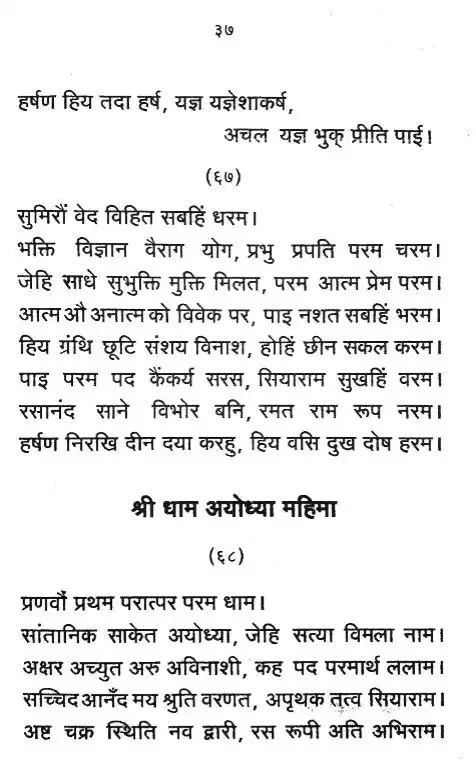 ३७
हर्षण हिय तदा हर्ष, यज्ञ यज्ञेशाकर्ष,
अचल यज्ञ भुक् प्रीति पाई।
(६७)
सुमिरौं वेद विहित सबहिं धरम।
भक्ति विज्ञान वैराग योग, प्रभु प्रपति परम चरम।
जेहि साधे सुभुक्ति मुक्ति मिलत, परम आत्म प्रेम परम।
आत्म औ अनात्म को विवेक पर, पाइ नशत सबहिं भरम।
हिय ग्रंथि छूटि संशय विनाश, होहिं छीन सकल करम।
पाइ परम पद कैंकर्य सरस, सियाराम सुखहिं वरम।
रसानंद साने विभोर बनि, रमत राम रूप नरम।
हर्षण निरखि दीन दया करहु, हिय वसि दुख दोष हरम।
श्री धाम अयोध्या महिमा
(६८)
प्रणवौं प्रथम परात्पर परम धाम।
सांतानिक साकेत अयोध्या, जेहि सत्या विमला नाम।
अक्षर अच्युत अरु अविनाशी, कह पद परमार्थ ललाम।
सच्चिद आनँद मय श्रुति वरणत, अपृथक तत्व सियाराम।
अष्ट चक्र स्थिति नव द्वारी, रस रूपी अति अभिराम।